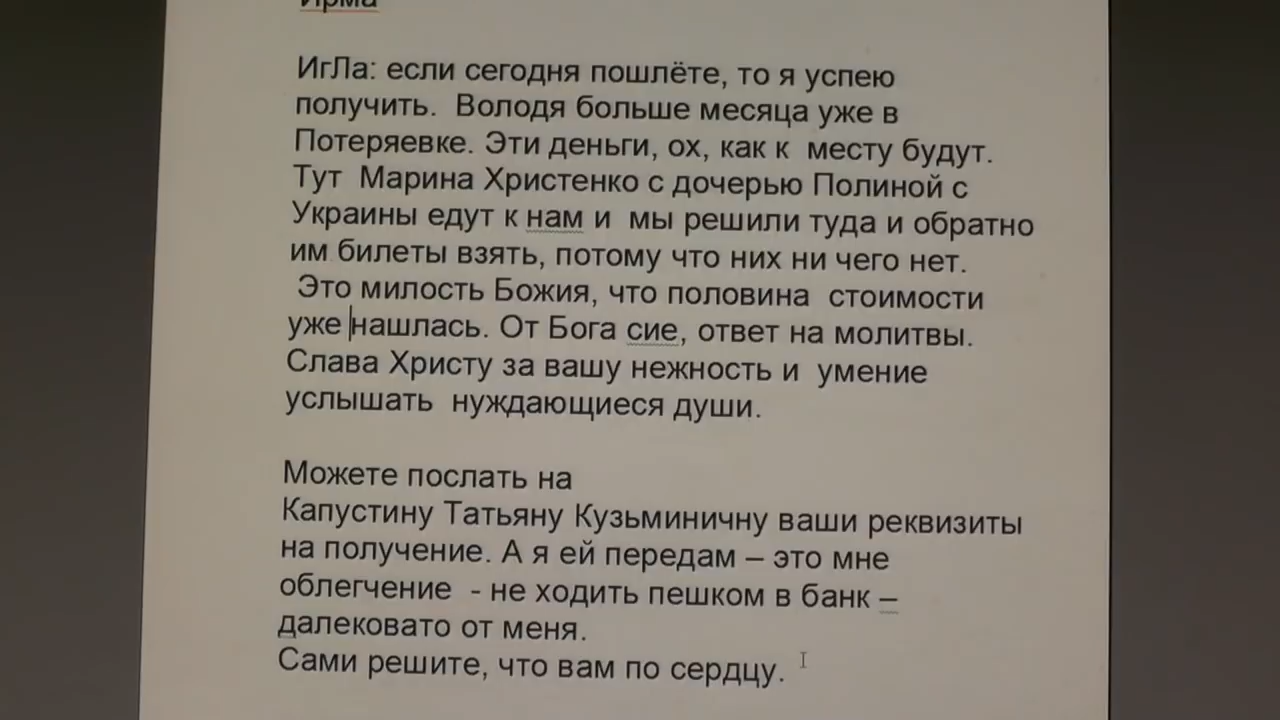 Ирма
ИгЛа: если сегодня пошлёте, то я успею
получить.  Володя больше месяца уже в
Потеряевке. Эти деньги, ох, как к  месту будут.
Тут  Марина Христенко с дочерью Полиной с
Украины едут к нам и  мы решили туда и обратно
им билеты взять, потому что них ни чего нет.
Это милость Божия, что половина  стоимости
уже нашлась. От Бога сие, ответ на молитвы.
Слава Христу за вашу нежность и  умение
услышать  нуждающиеся души.
Можете послать на
Капустину Татьяну Кузьминичну ваши реквизиты
на получение. А я ей передам – это мне
облегчение  - не ходить пешком в банк –
далековато от меня.
Сами решите, что вам по сердцу.